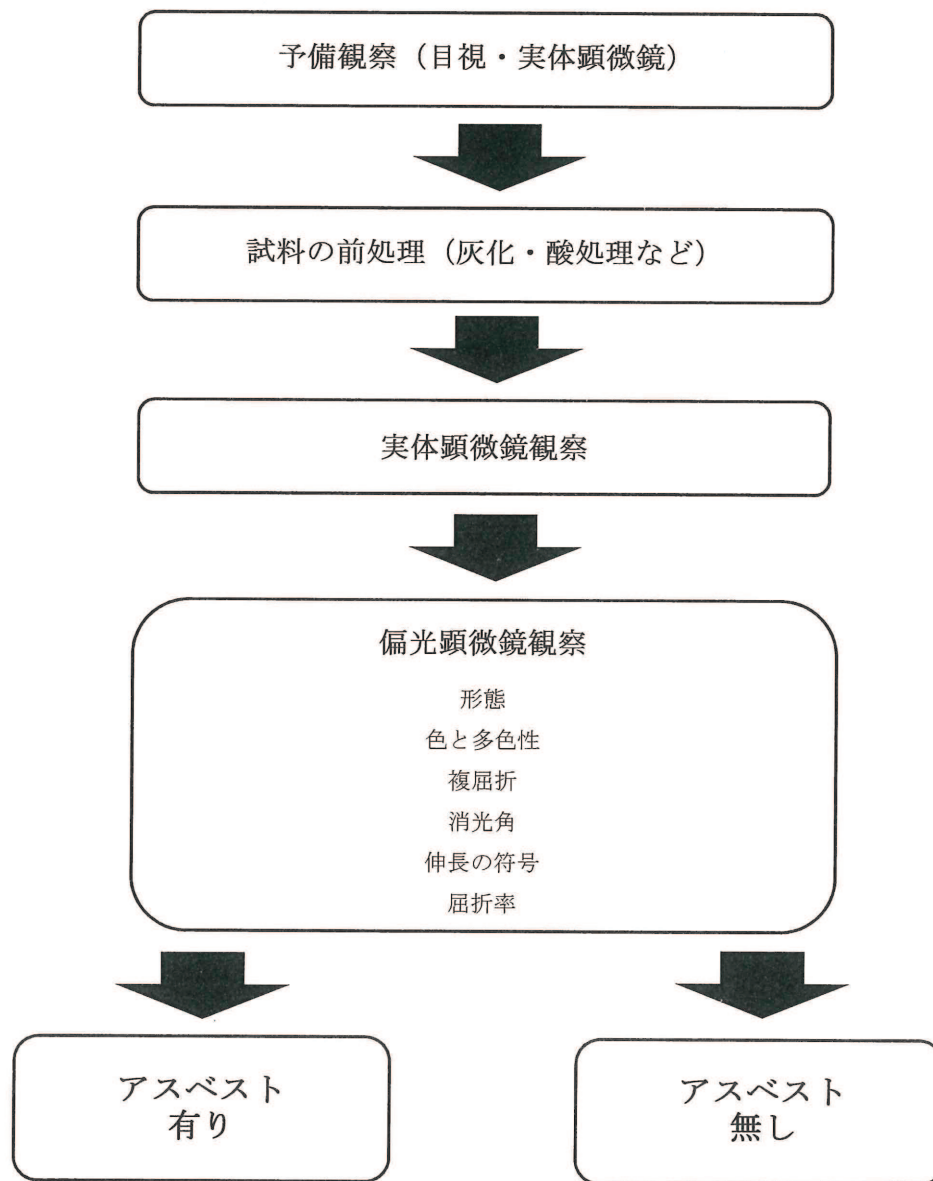 予備観察（目視・実体顕微鏡）
試料の前処理（灰化・酸処理など）
実体顕微鏡観察
偏光顕微鏡観察
形態
色と多色性
複屈折
消光角
伸長の符号
屈折率
アスベスト
有り
アスベスト
無し